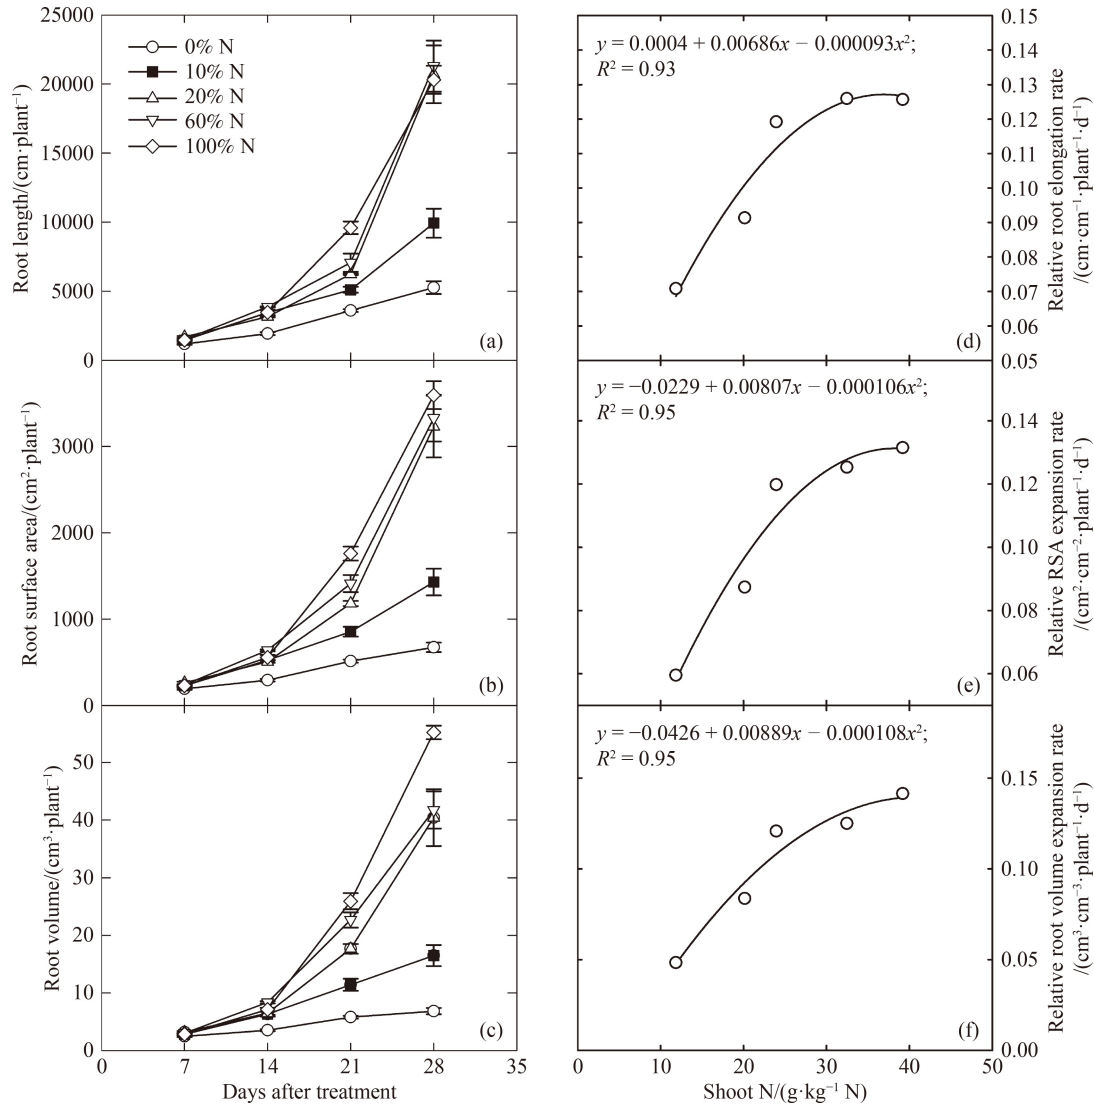 25000
20000
15000
10000
5000
0
Root length/(cm·plant⁻¹)
0% N
10% N
20% N
60% N
100% N
(a)
3000
2000
1000
0
Root surface area/(cm²·plant⁻¹)
(b)
50
40
30
20
10
0
Root volume/(cm³·plant⁻¹)
(c)
0 7 14 21 28 35
Days after treatment
y = 0.0004 + 0.00686x − 0.000093x²;
R² = 0.93
(d)
0.15
0.14
0.13
0.12
0.11
0.10
0.09
0.08
0.07
0.06
0.05
Relative root elongation rate
/(cm·cm⁻¹·plant⁻¹·d⁻¹)
y = −0.0229 + 0.00807x − 0.000106x²;
R² = 0.95
(e)
0.14
0.12
0.10
0.08
0.06
Relative RSA expansion rate
/(cm²·cm⁻²·plant⁻¹·d⁻¹)
y = −0.0426 + 0.00889x − 0.000108x²;
R² = 0.95
(f)
0.15
0.10
0.05
0.00
Relative root volume expansion rate
/(cm³·cm⁻³·plant⁻¹·d⁻¹)
0 10 20 30 40 50
Shoot N/(g·kg⁻¹ N)